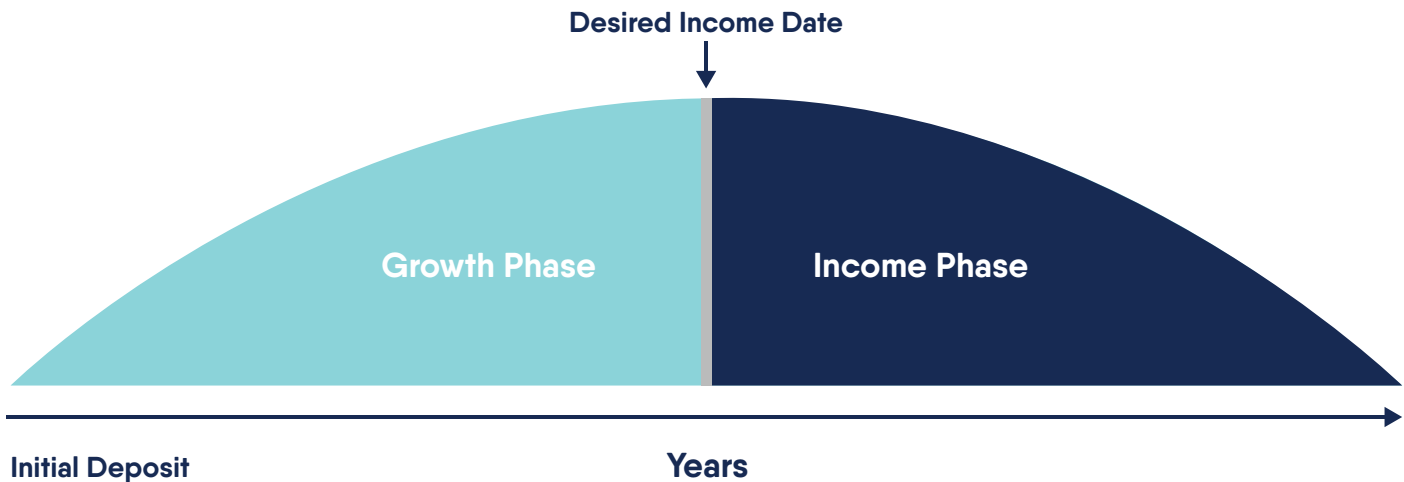 Desired Income Date
Growth Phase
Income Phase
Initial Deposit
Years